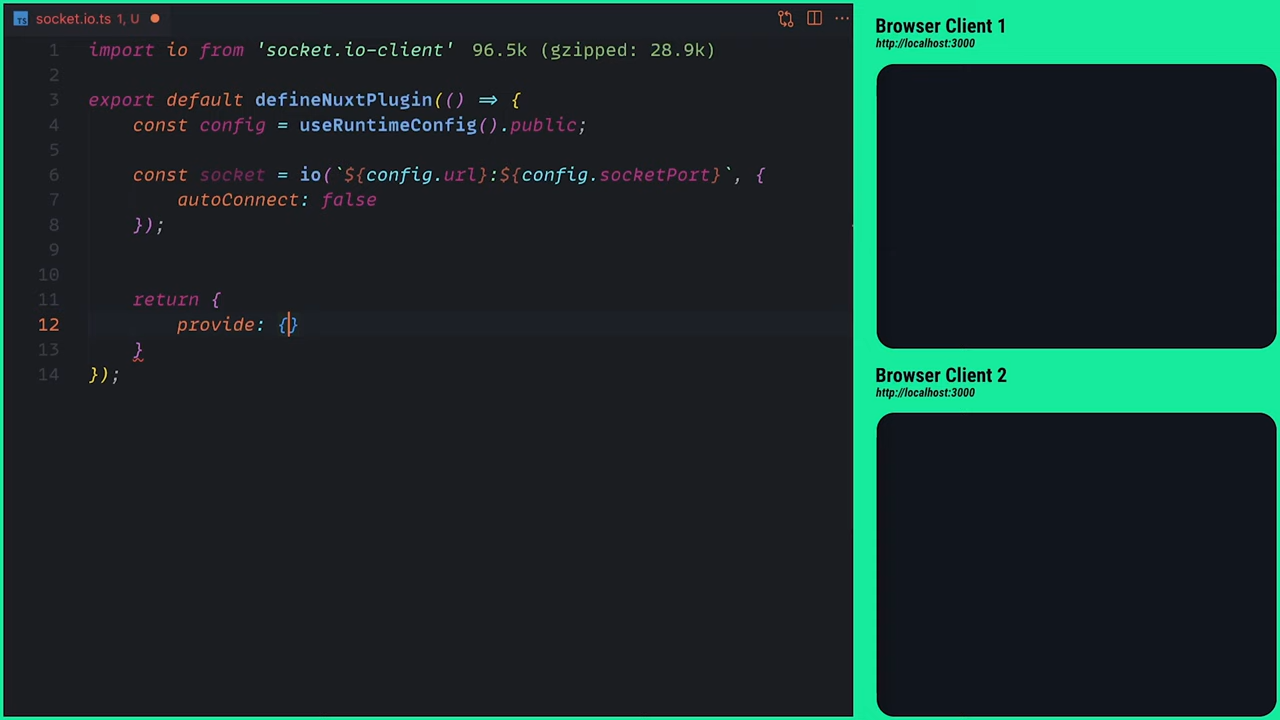 TS socket.io.ts 1, U
1 import io from 'socket.io-client' 96.5k (gzipped: 28.9k)
2
3 export default defineNuxtPlugin(() ⇒ {
4 const config = useRuntimeConfig().public;
5
6 const socket = io(`${config.url}:${config.socketPort}`, {
7 autoConnect: false
8 });
9
10
11 return {
12 provide: {}
13 }
14 });
Browser Client 1
http://localhost:3000
Browser Client 2
http://localhost:3000